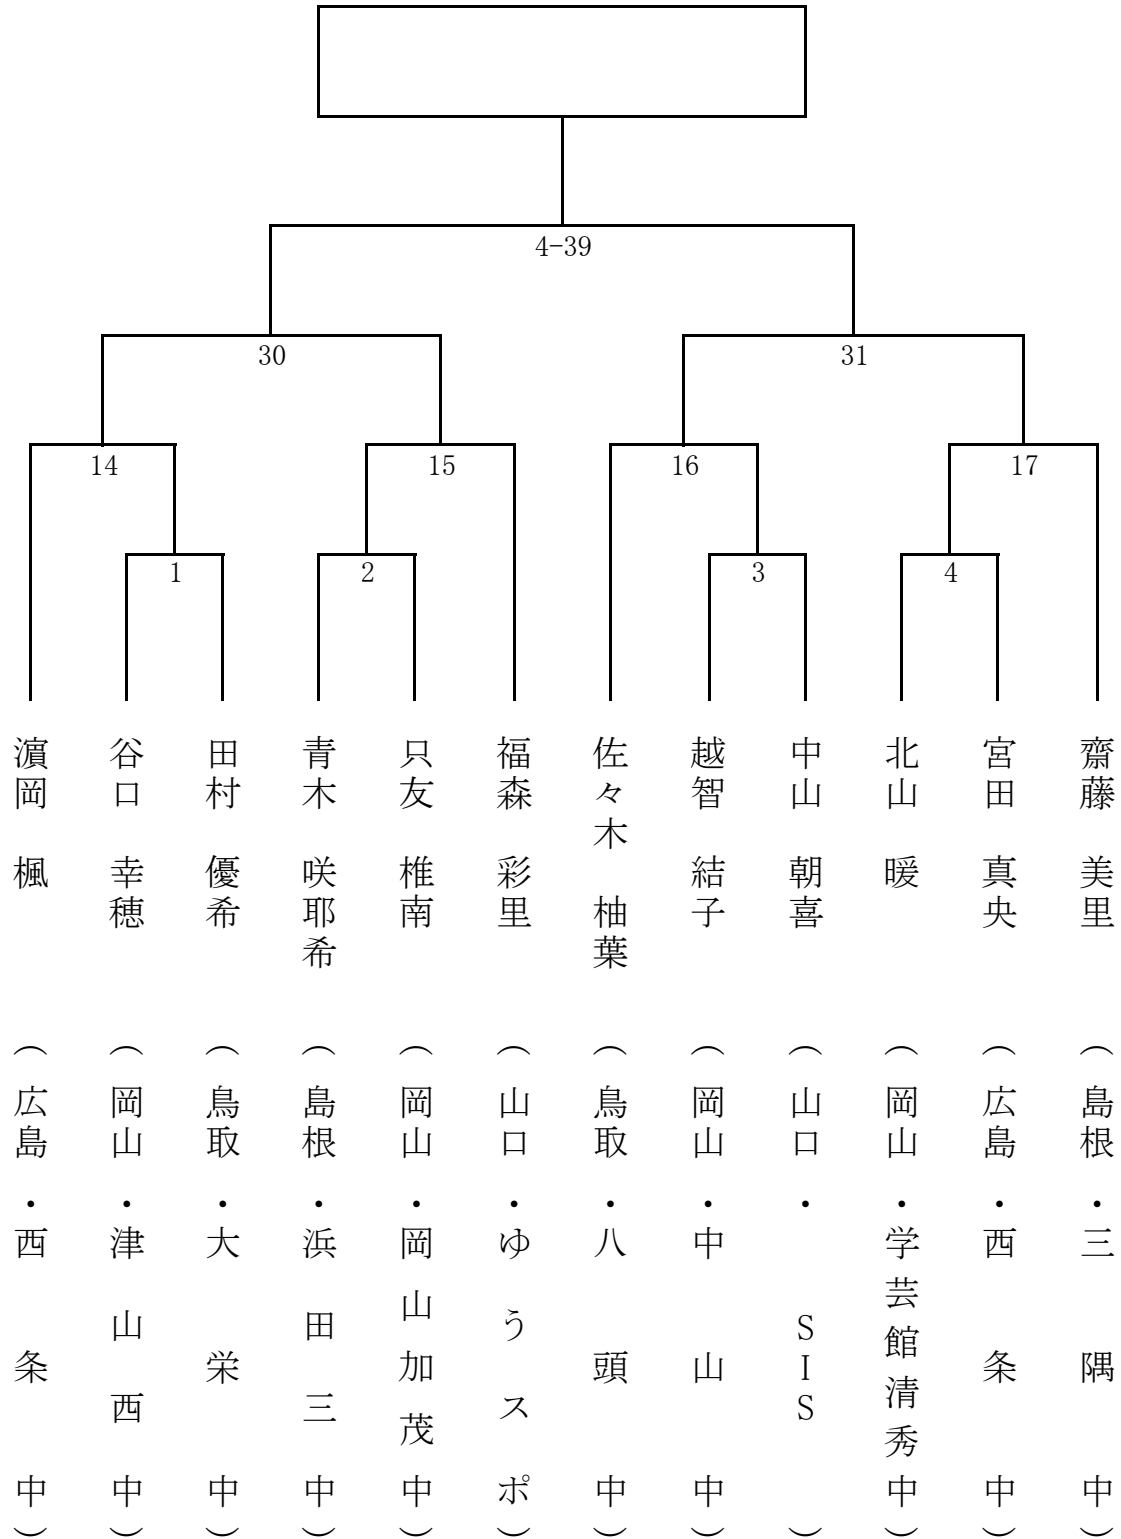 4-39
30
31
14
15
16
17
1
2
3
4
濵岡 楓 (広島・西条中)
谷口 幸穂 (岡山・津山西中)
田村 優希 (鳥取・大栄中)
青木 咲耶希 (島根・浜田三中)
只友 椎南 (岡山・岡山加茂中)
福森 彩里 (山口・ゆうスポ)
佐々木 柚葉 (鳥取・八頭中)
越智 結子 (岡山・中山中)
中山 朝喜 (山口・SIS)
北山 暖 (岡山・学芸館清秀中)
宮田 真央 (広島・西条中)
齋藤 美里 (島根・三隅中)